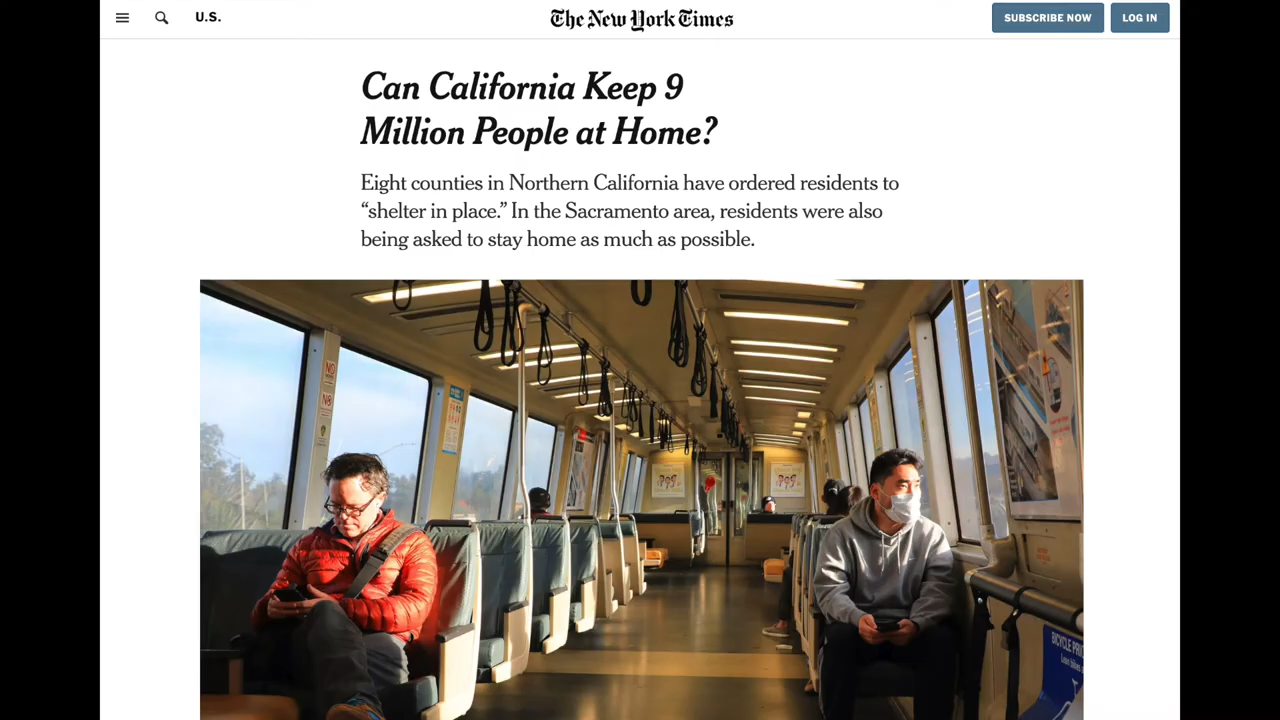 U.S.
The New York Times
SUBSCRIBE NOW
LOG IN
Can California Keep 9
Million People at Home?
Eight counties in Northern California have ordered residents to
“shelter in place.” In the Sacramento area, residents were also
being asked to stay home as much as possible.
NO
NO